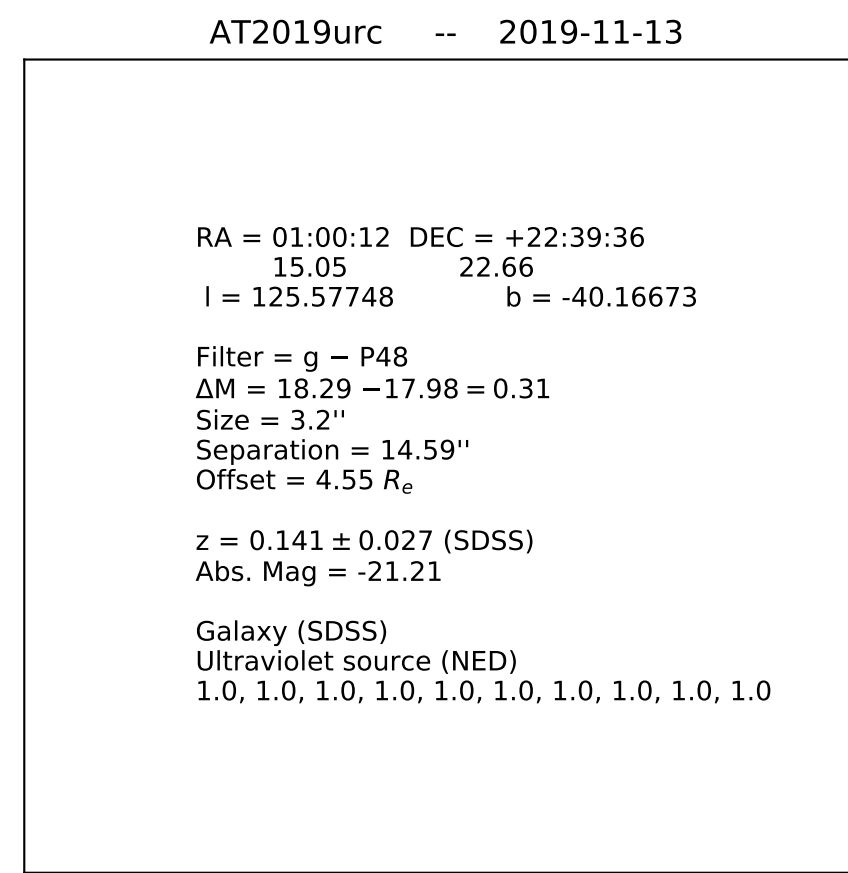 AT2019urc -- 2019-11-13
RA = 01:00:12 DEC = +22:39:36
15.05 22.66
l = 125.57748 b = -40.16673
Filter = g − P48
ΔM = 18.29 −17.98 = 0.31
Size = 3.2''
Separation = 14.59''
Offset = 4.55 Rₑ
z = 0.141 ± 0.027 (SDSS)
Abs. Mag = -21.21
Galaxy (SDSS)
Ultraviolet source (NED)
1.0, 1.0, 1.0, 1.0, 1.0, 1.0, 1.0, 1.0, 1.0, 1.0